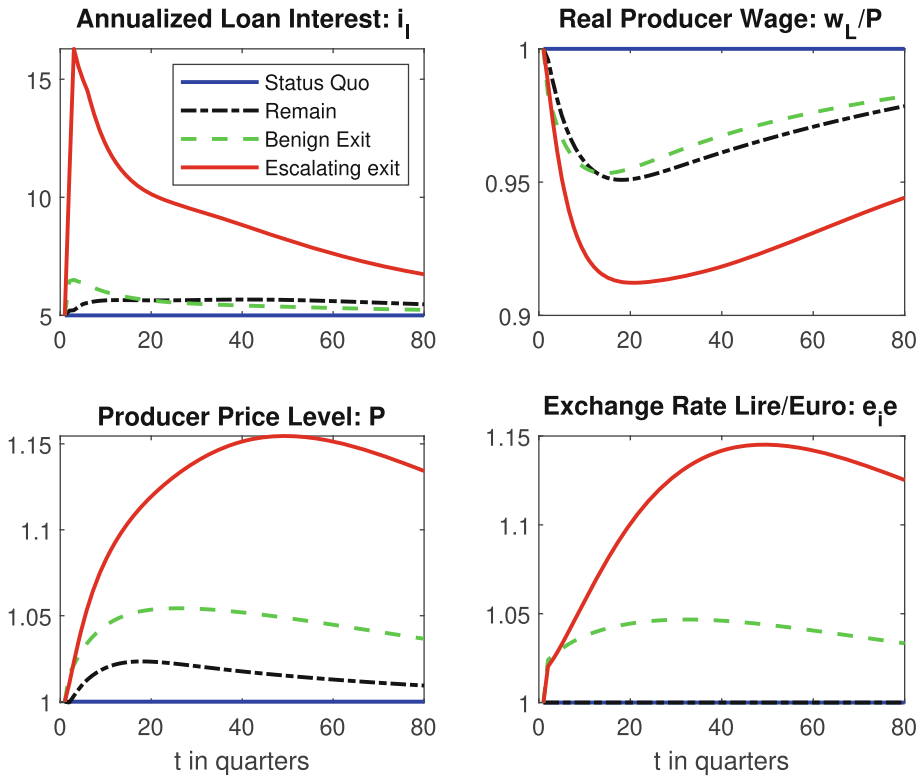 Annualized Loan Interest: i_l
15
10
5
0 20 40 60 80
Status Quo
Remain
Benign Exit
Escalating exit
Real Producer Wage: w_L/P
1
0.95
0.9
0 20 40 60 80
Producer Price Level: P
1.15
1.1
1.05
1
0 20 40 60 80
t in quarters
Exchange Rate Lire/Euro: e_ie
1.15
1.1
1.05
1
0 20 40 60 80
t in quarters